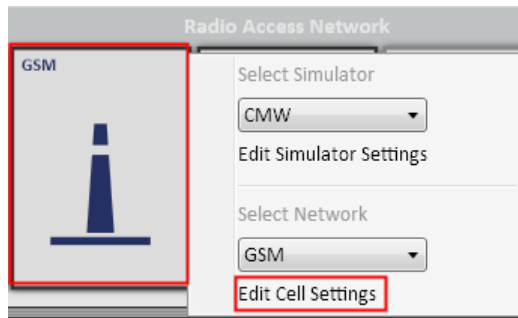 Radio Access Network
GSM
Select Simulator
CMW
Edit Simulator Settings
Select Network
GSM
Edit Cell Settings